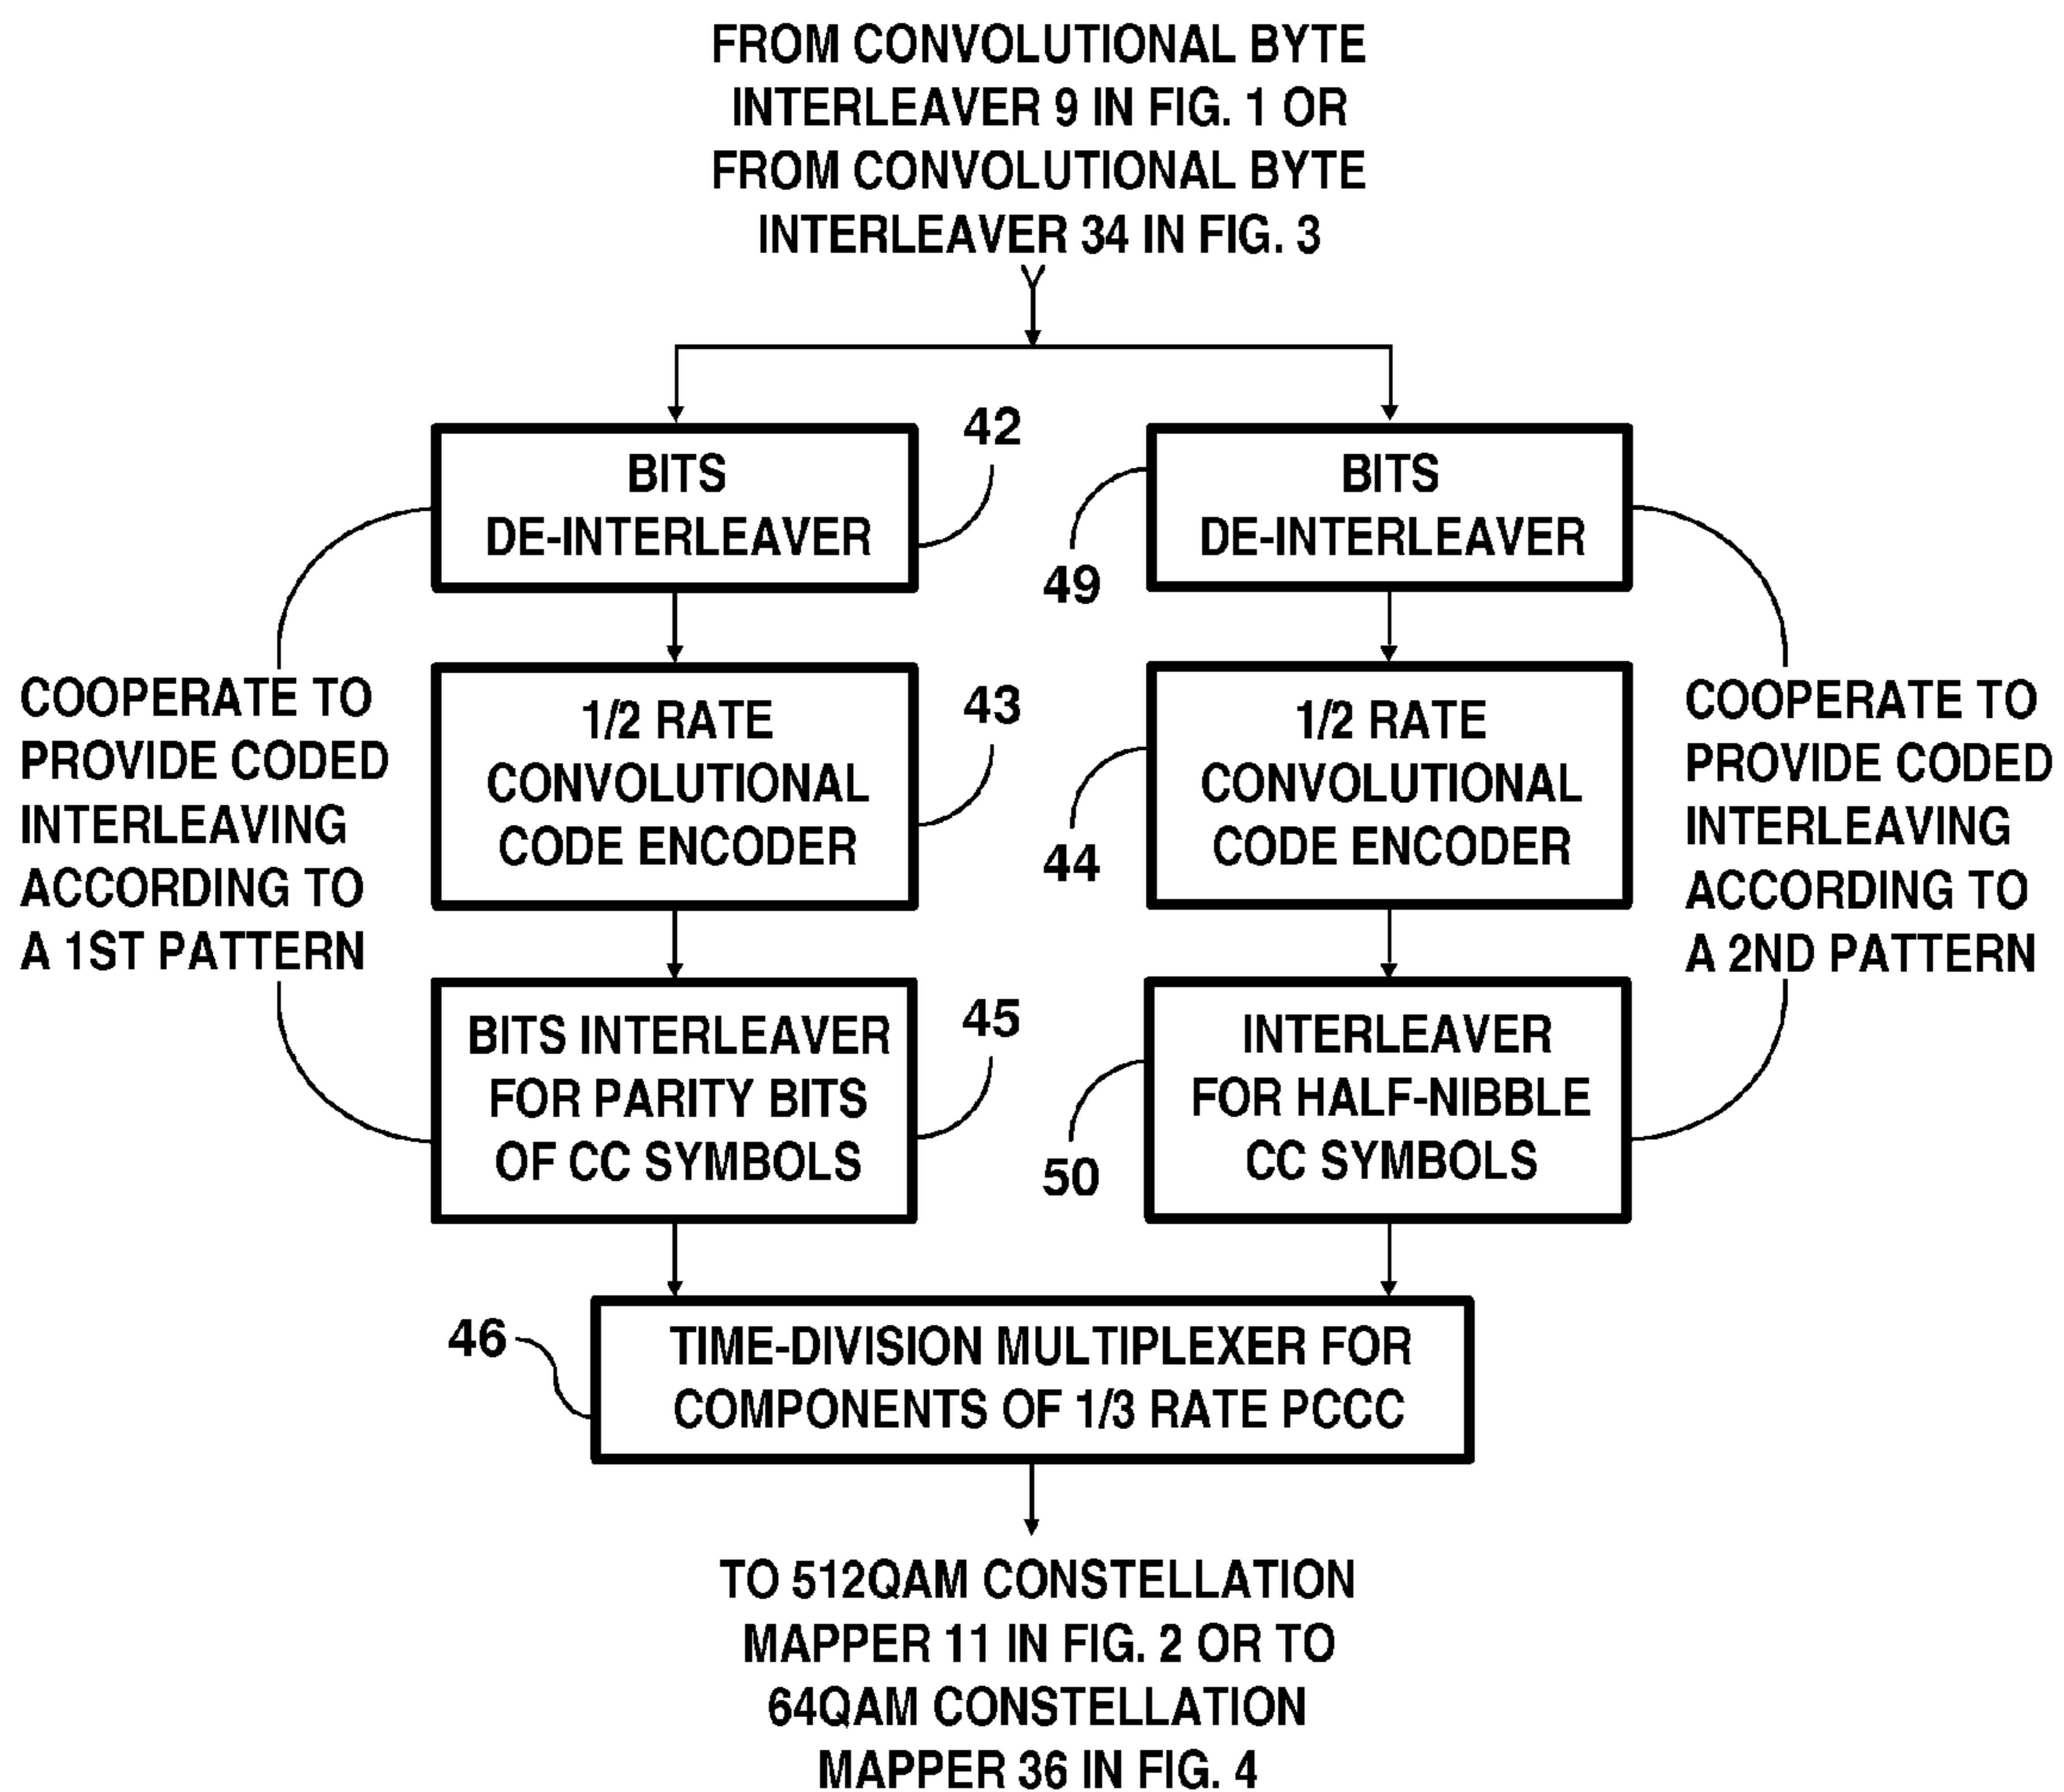 FROM CONVOLUTIONAL BYTE
INTERLEAVER 9 IN FIG. 1 OR
FROM CONVOLUTIONAL BYTE
INTERLEAVER 34 IN FIG. 3
BITS
DE-INTERLEAVER
42
BITS
DE-INTERLEAVER
49
COOPERATE TO
PROVIDE CODED
INTERLEAVING
ACCORDING TO
A 1ST PATTERN
1/2 RATE
CONVOLUTIONAL
CODE ENCODER
43
1/2 RATE
CONVOLUTIONAL
CODE ENCODER
44
COOPERATE TO
PROVIDE CODED
INTERLEAVING
ACCORDING TO
A 2ND PATTERN
BITS INTERLEAVER
FOR PARITY BITS
OF CC SYMBOLS
45
INTERLEAVER
FOR HALF-NIBBLE
CC SYMBOLS
50
46
TIME-DIVISION MULTIPLEXER FOR
COMPONENTS OF 1/3 RATE PCCC
TO 512QAM CONSTELLATION
MAPPER 11 IN FIG. 2 OR TO
64QAM CONSTELLATION
MAPPER 36 IN FIG. 4